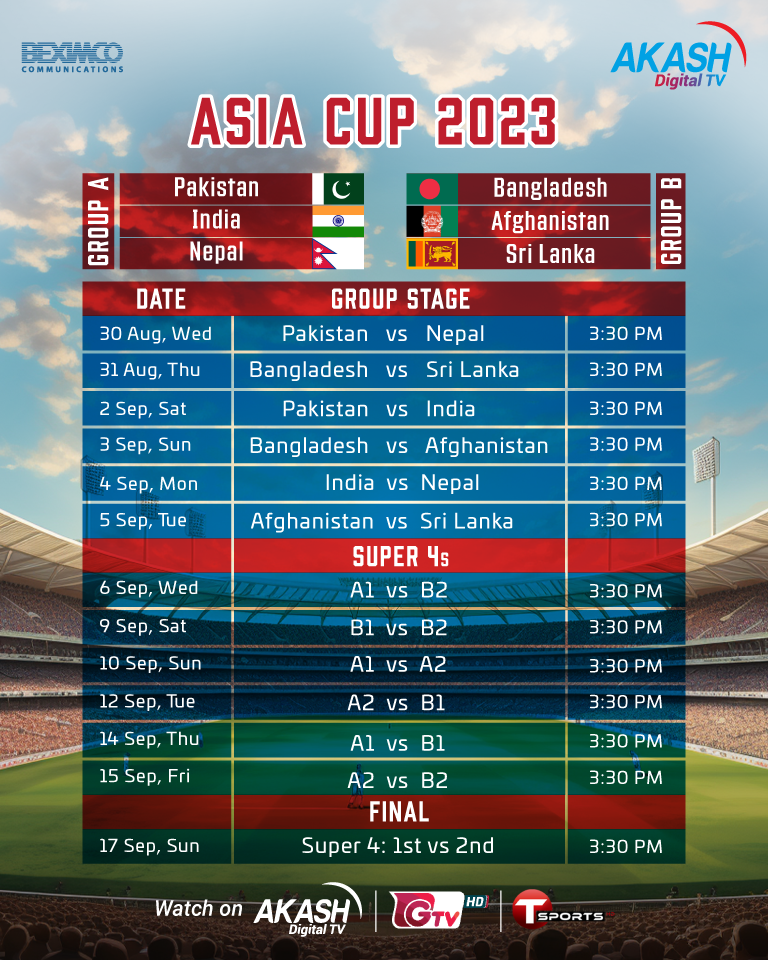 BEXIMCO
COMMUNICATIONS
AKASH
Digital TV
ASIA CUP 2023
GROUP A
Pakistan
India
Nepal
Bangladesh
Afghanistan
Sri Lanka
GROUP B
DATE GROUP STAGE
30 Aug, Wed Pakistan vs Nepal 3:30 PM
31 Aug, Thu Bangladesh vs Sri Lanka 3:30 PM
2 Sep, Sat Pakistan vs India 3:30 PM
3 Sep, Sun Bangladesh vs Afghanistan 3:30 PM
4 Sep, Mon India vs Nepal 3:30 PM
5 Sep, Tue Afghanistan vs Sri Lanka 3:30 PM
SUPER 4s
6 Sep, Wed A1 vs B2 3:30 PM
9 Sep, Sat B1 vs B2 3:30 PM
10 Sep, Sun A1 vs A2 3:30 PM
12 Sep, Tue A2 vs B1 3:30 PM
14 Sep, Thu A1 vs B1 3:30 PM
15 Sep, Fri A2 vs B2 3:30 PM
FINAL
17 Sep, Sun Super 4: 1st vs 2nd 3:30 PM
Watch on AKASH Digital TV GTV HD T SPORTS